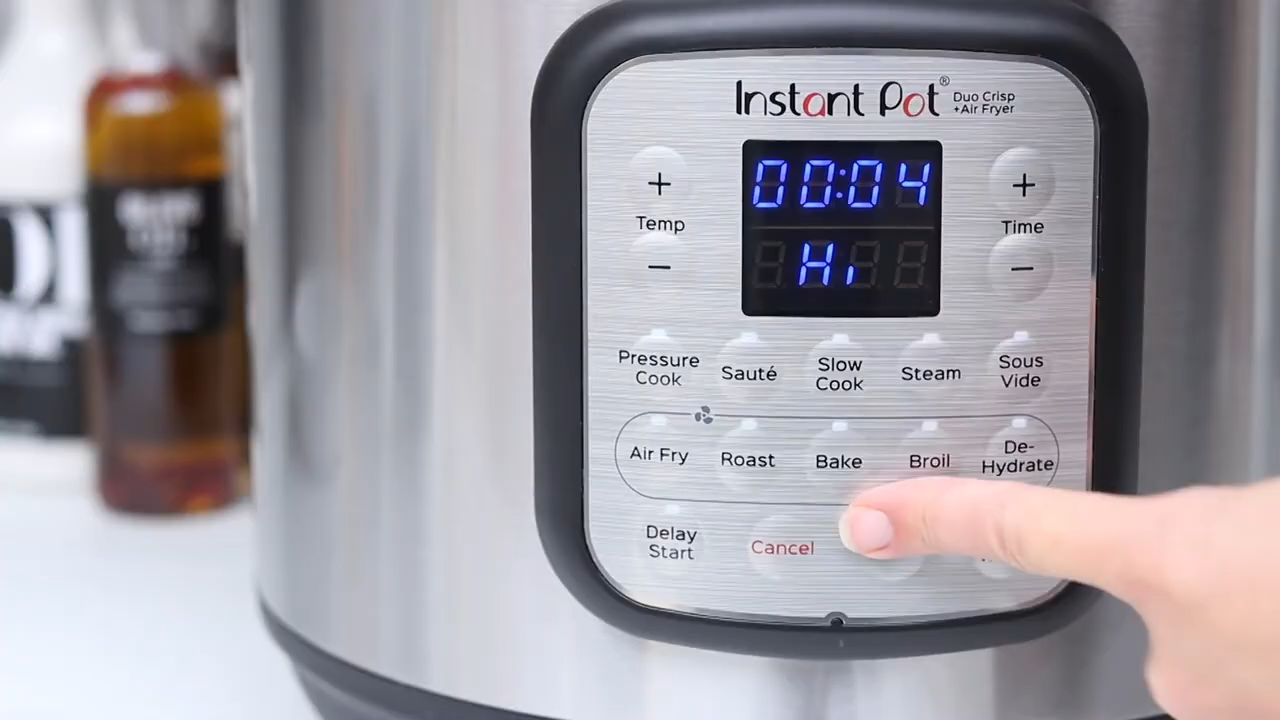 Instant Pot® Duo Crisp
+Air Fryer
00:04
Hi
+ +
Temp Time
− −
Pressure Cook Sauté Slow Cook Steam Sous Vide
Air Fry Roast Bake Broil De-Hydrate
Delay Start Cancel